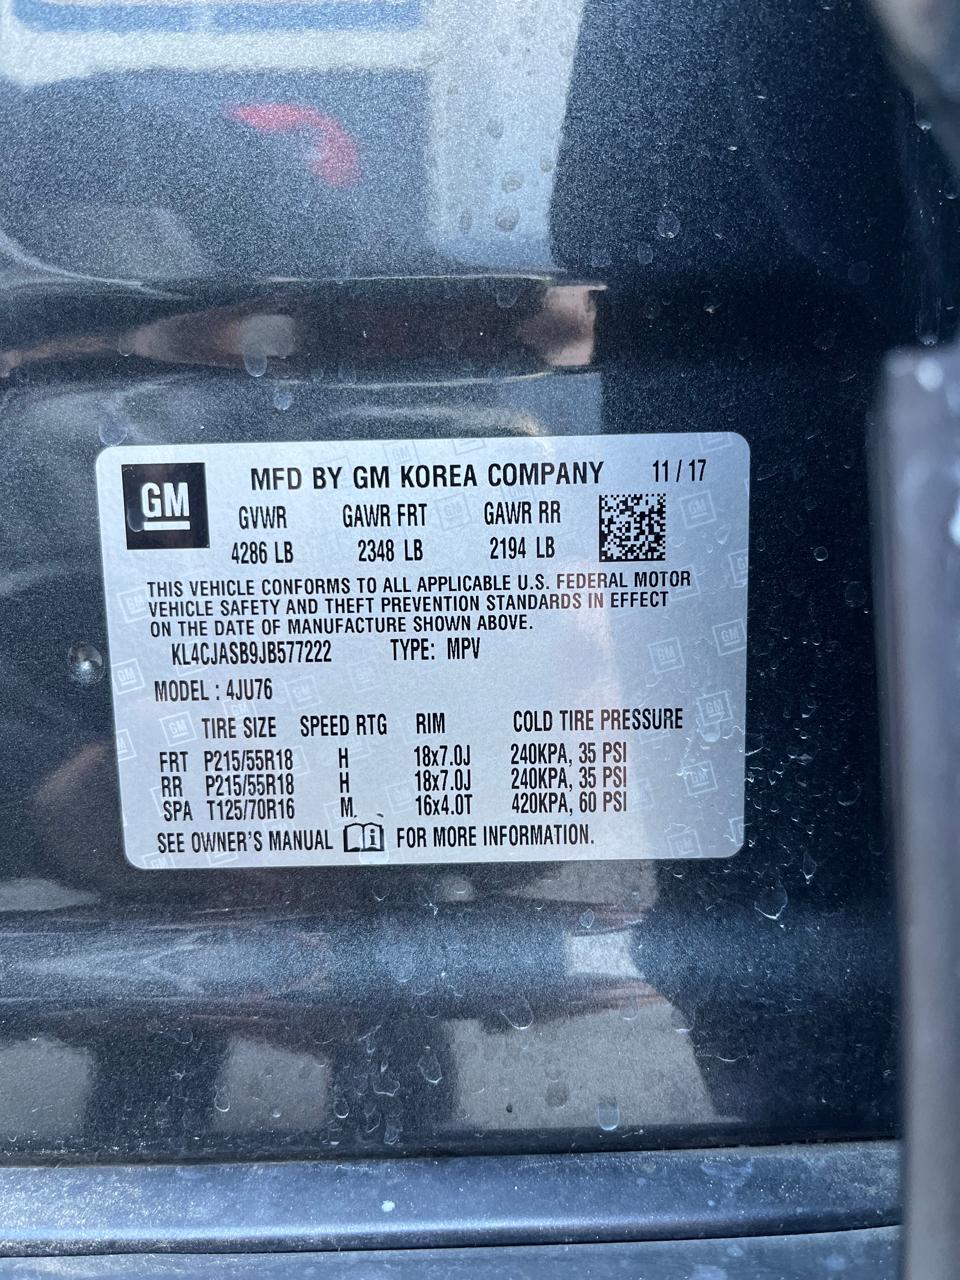 GM
MFD BY GM KOREA COMPANY 11 / 17
GVWR GAWR FRT GAWR RR
4286 LB 2348 LB 2194 LB
THIS VEHICLE CONFORMS TO ALL APPLICABLE U.S. FEDERAL MOTOR
VEHICLE SAFETY AND THEFT PREVENTION STANDARDS IN EFFECT
ON THE DATE OF MANUFACTURE SHOWN ABOVE.
KL4CJASB9JB577222 TYPE: MPV
MODEL : 4JU76
TIRE SIZE SPEED RTG RIM COLD TIRE PRESSURE
FRT P215/55R18 H 18x7.0J 240KPA, 35 PSI
RR P215/55R18 H 18x7.0J 240KPA, 35 PSI
SPA T125/70R16 M 16x4.0T 420KPA, 60 PSI
SEE OWNER'S MANUAL i FOR MORE INFORMATION.